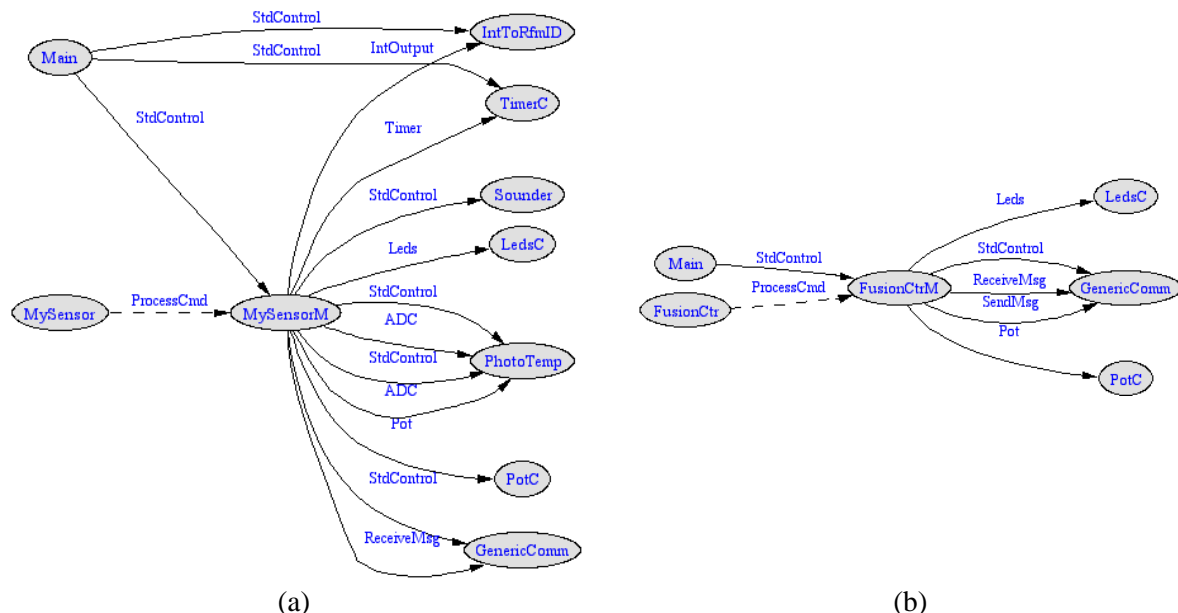 StdControl
IntToRfmID
Main
StdControl
IntOutput
TimerC
StdControl
Timer
StdControl
Sounder
Leds
LedsC
StdControl
MySensor
ProcessCmd
MySensorM
ADC
StdControl
PhotoTemp
ADC
Pot
StdControl
PotC
ReceiveMsg
GenericComm
(a)
Leds
LedsC
Main
StdControl
StdControl
FusionCtr
ProcessCmd
FusionCtrM
ReceiveMsg
GenericComm
SendMsg
Pot
PotC
(b)